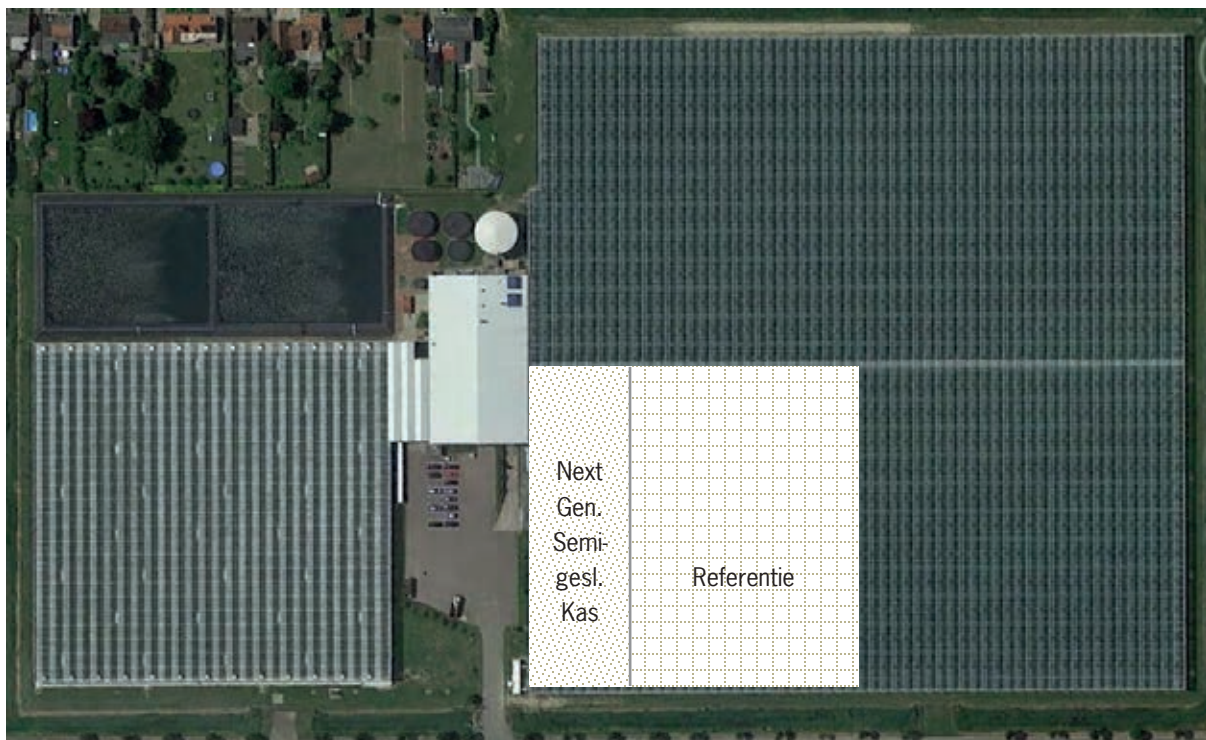 Next
Gen.
Semi-
gesl.
Kas
Referentie